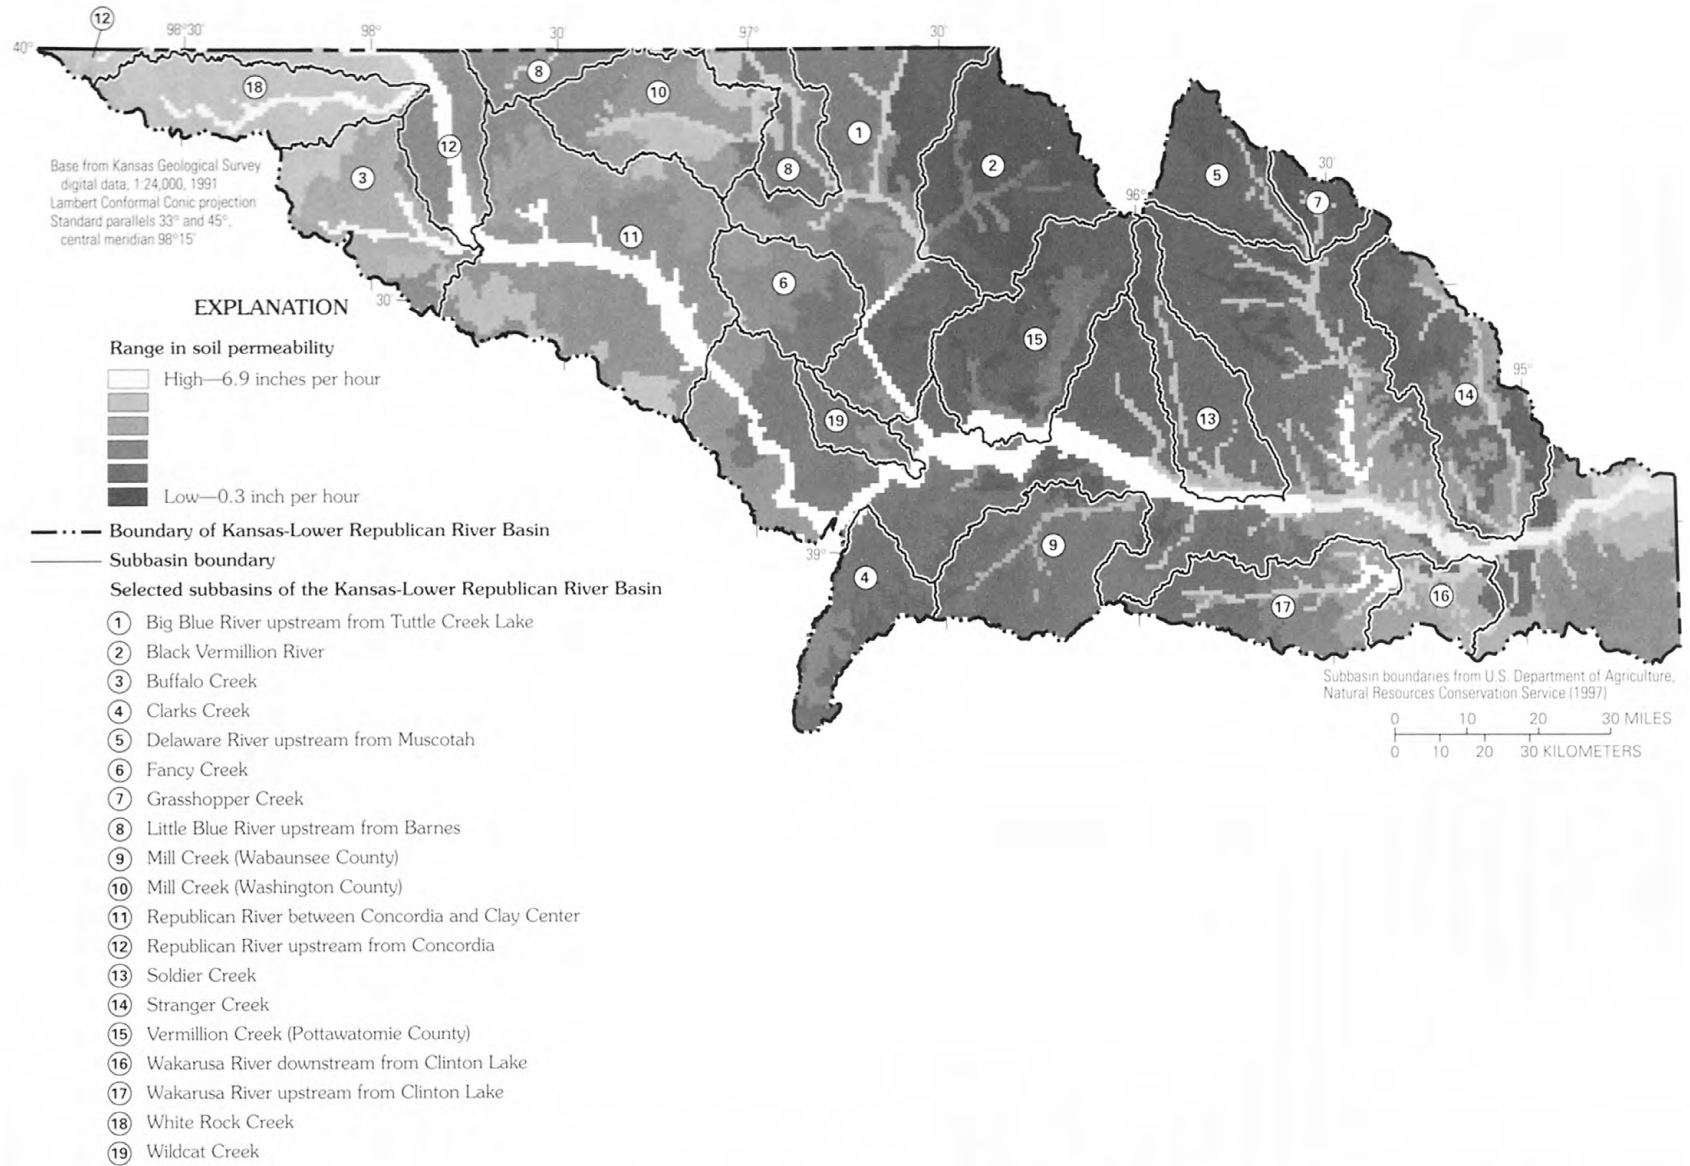 12
98°30'
98°
30'
97°
30'
40°
8
18
10
1
12
2
8
5
30'
3
7
96°
Base from Kansas Geological Survey
digital data, 1:24,000, 1991
Lambert Conformal Conic projection
Standard parallels 33° and 45°,
central meridian 98°15'
11
6
30'
15
95°
14
13
19
39°
9
4
16
17
EXPLANATION
Range in soil permeability
High—6.9 inches per hour
Low—0.3 inch per hour
Boundary of Kansas-Lower Republican River Basin
Subbasin boundary
Selected subbasins of the Kansas-Lower Republican River Basin
1 Big Blue River upstream from Tuttle Creek Lake
2 Black Vermillion River
3 Buffalo Creek
4 Clarks Creek
5 Delaware River upstream from Muscotah
6 Fancy Creek
7 Grasshopper Creek
8 Little Blue River upstream from Barnes
9 Mill Creek (Wabaunsee County)
10 Mill Creek (Washington County)
11 Republican River between Concordia and Clay Center
12 Republican River upstream from Concordia
13 Soldier Creek
14 Stranger Creek
15 Vermillion Creek (Pottawatomie County)
16 Wakarusa River downstream from Clinton Lake
17 Wakarusa River upstream from Clinton Lake
18 White Rock Creek
19 Wildcat Creek
Subbasin boundaries from U.S. Department of Agriculture,
Natural Resources Conservation Service (1997)
0 10 20 30 MILES
0 10 20 30 KILOMETERS